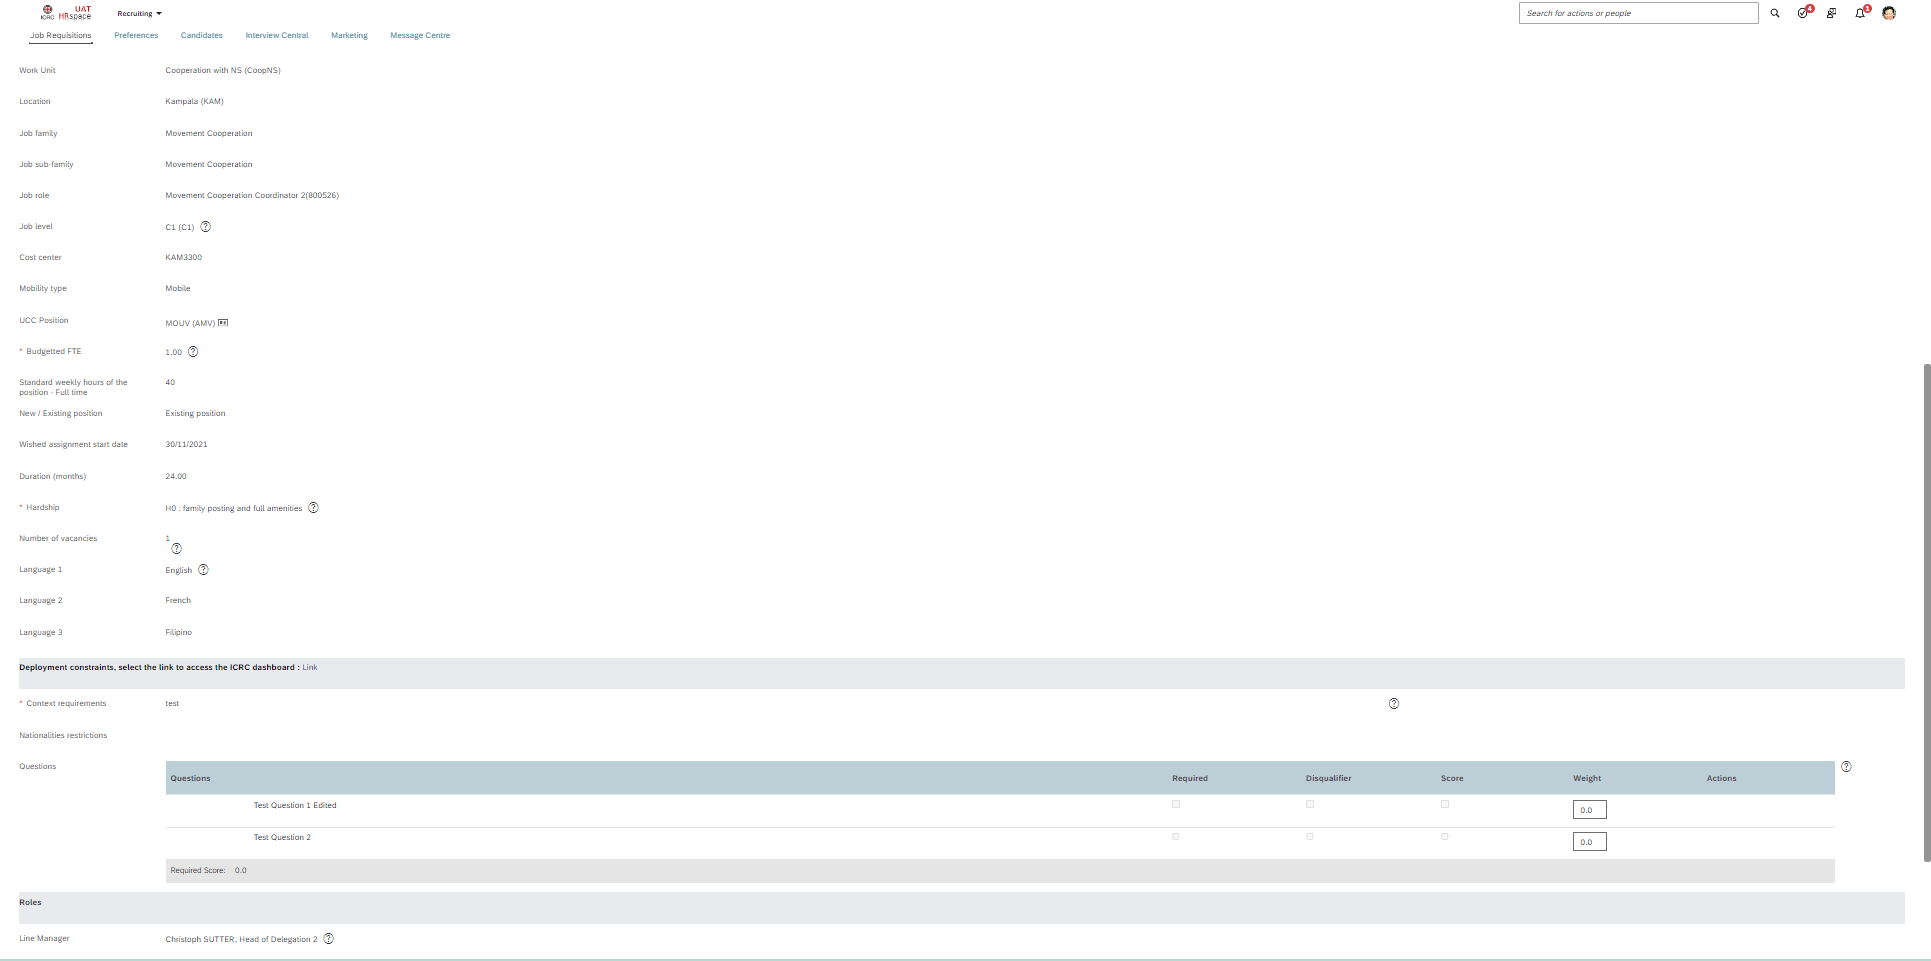 UAT
ICRC HRspace
Recruiting
Search for actions or people
4
1
Job Requisitions Preferences Candidates Interview Central Marketing Message Centre
Work Unit Cooperation with NS (CoopNS)
Location Kampala (KAM)
Job family Movement Cooperation
Job sub-family Movement Cooperation
Job role Movement Cooperation Coordinator 2(800526)
Job level C1 (C1) ?
Cost center KAM3300
Mobility type Mobile
UCC Position MOUV (AMV)
* Budgetted FTE 1.00 ?
Standard weekly hours of the position - Full time 40
New / Existing position Existing position
Wished assignment start date 30/11/2021
Duration (months) 24.00
* Hardship H0 : family posting and full amenities ?
Number of vacancies 1
?
Language 1 English ?
Language 2 French
Language 3 Filipino
Deployment constraints, select the link to access the ICRC dashboard : Link
* Context requirements test ?
Nationalities restrictions
Questions ?
Questions Required Disqualifier Score Weight Actions
Test Question 1 Edited 0.0
Test Question 2 0.0
Required Score: 0.0
Roles
Line Manager Christoph SUTTER, Head of Delegation 2 ?